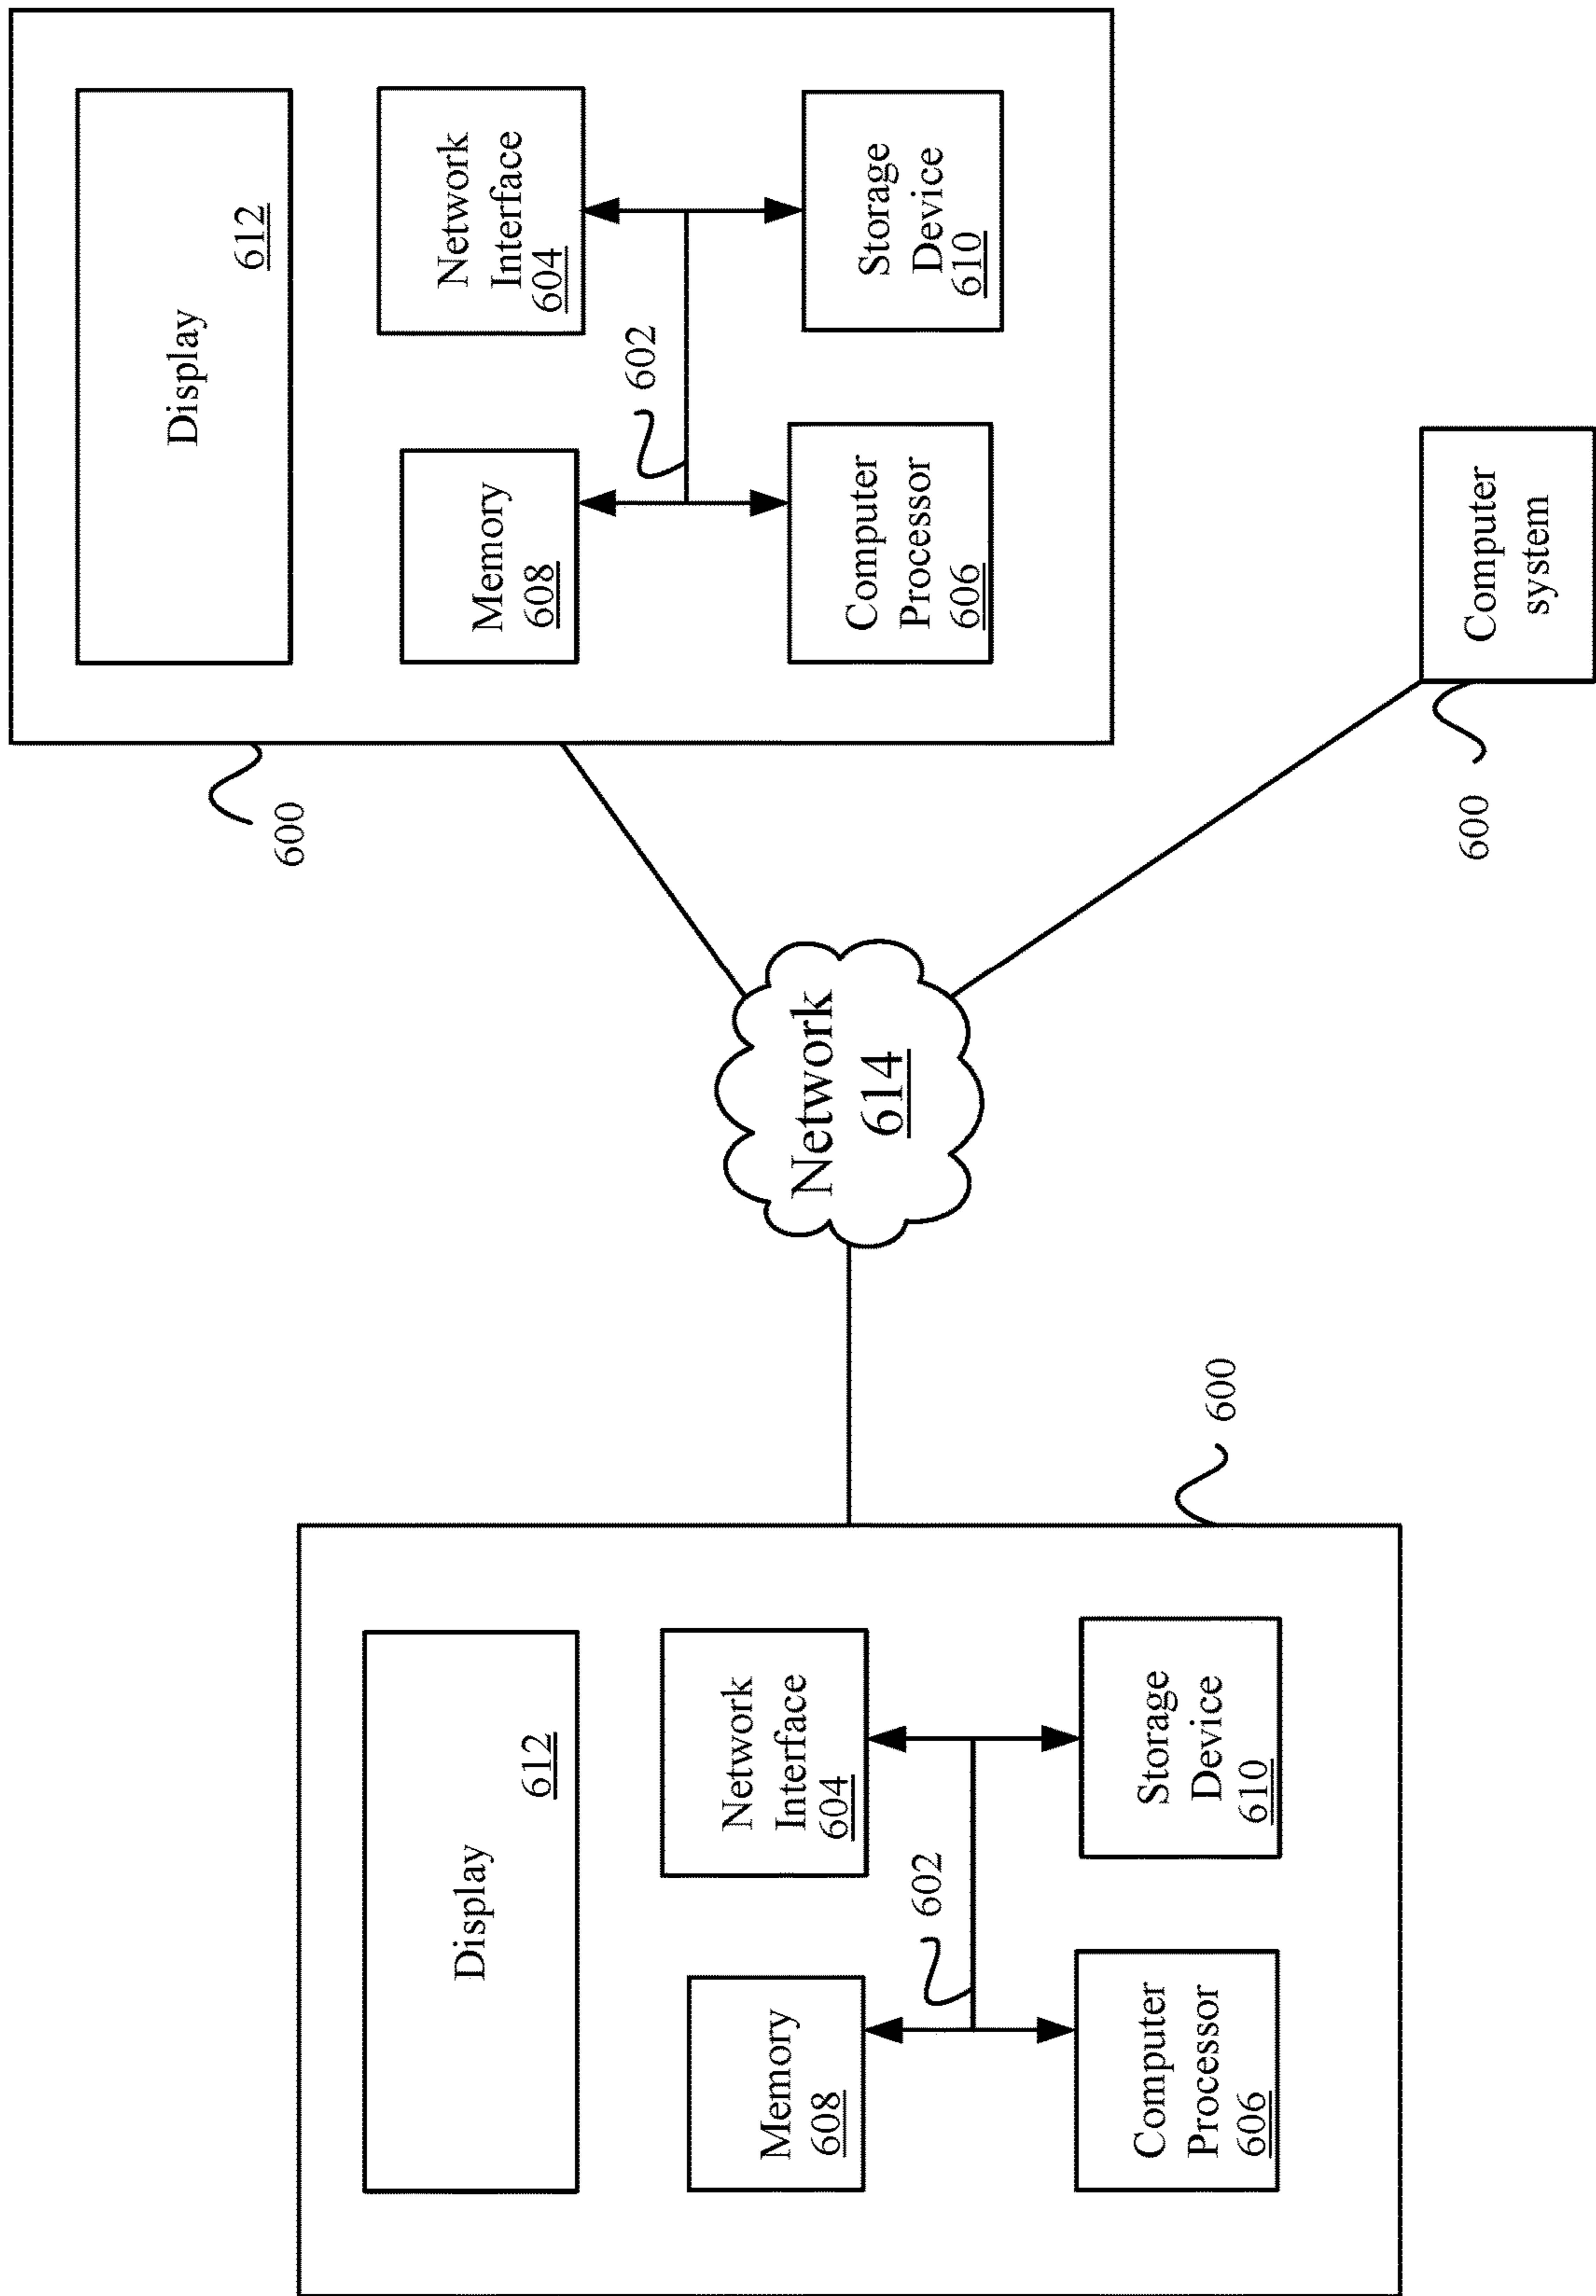 Display
612
Memory
608
Network
Interface
604
602
Computer
Processor
606
Storage
Device
610
600
Network
614
600
Display
612
Memory
608
Network
Interface
604
602
Computer
Processor
606
Storage
Device
610
600
Computer
system